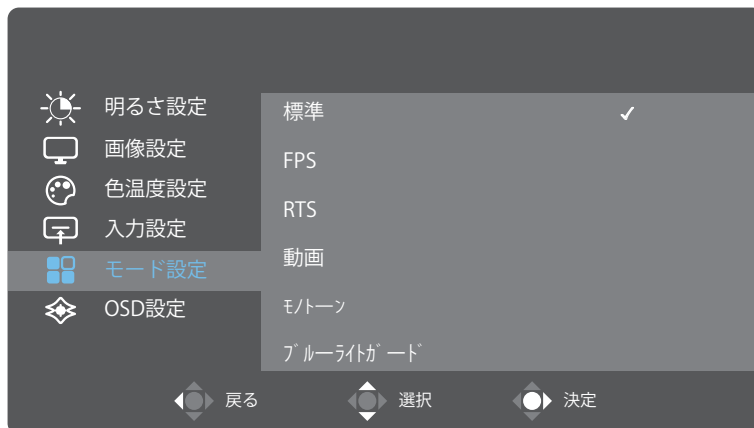 明るさ設定
画像設定
色温度設定
入力設定
モード設定
OSD設定
標準 ✓
FPS
RTS
動画
ﾓﾉﾄーﾝ
ﾌﾞﾙーﾗｲﾄｶﾞーﾄﾞ
戻る 選択 決定